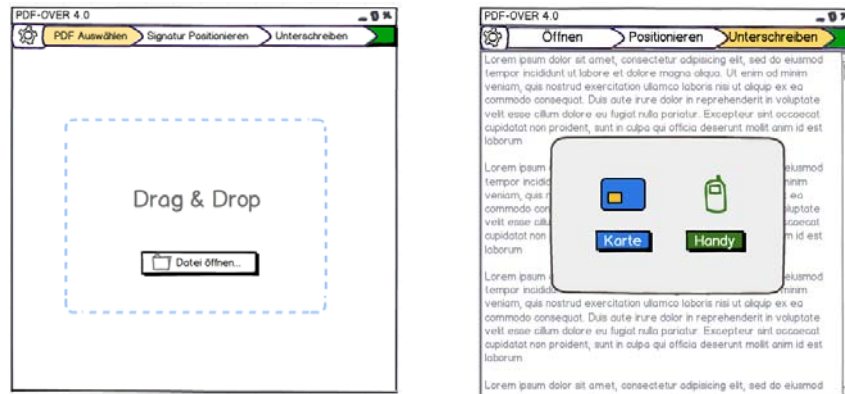 PDF-OVER 4.0
PDF Auswählen Signatur Positionieren Unterschreiben
Drag & Drop
Datei öffnen...
PDF-OVER 4.0
Öffnen Positionieren Unterschreiben
Lorem ipsum dolor sit amet, consectetur adipisicing elit, sed do eiusmod
tempor incididunt ut labore et dolore magna aliqua. Ut enim ad minim
veniam, quis nostrud exercitation ullamco laboris nisi ut aliquip ex ea
commodo consequat. Duis aute irure dolor in reprehenderit in voluptate
velit esse cillum dolore eu fugiat nulla pariatur. Excepteur sint occaecat
cupidatat non proident, sunt in culpa qui officia deserunt mollit anim id est
laborum
Lorem ipsum eiusmod
tempor incidid minim
veniam, quis r ex ea
commodo con voluptate
velit esse cill occaecat
cupidatat non m id est
laborum
Karte Handy
Lorem ipsum eiusmod
tempor incidid minim
veniam, quis nostrud exercitation ullamco laboris nisi ut aliquip ex ea
commodo consequat. Duis aute irure dolor in reprehenderit in voluptate
velit esse cillum dolore eu fugiat nulla pariatur. Excepteur sint occaecat
cupidatat non proident, sunt in culpa qui officia deserunt mollit anim id est
laborum
Lorem ipsum dolor sit amet, consectetur adipisicing elit, sed do eiusmod